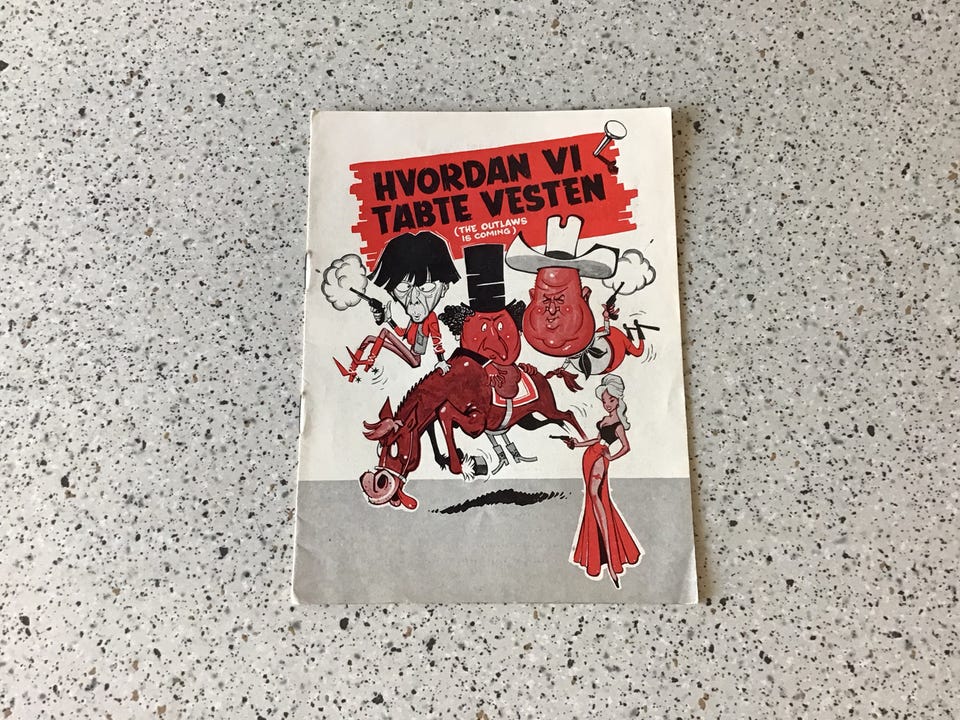 HVORDAN VI
TABTE VESTEN
(THE OUTLAWS
IS COMING)